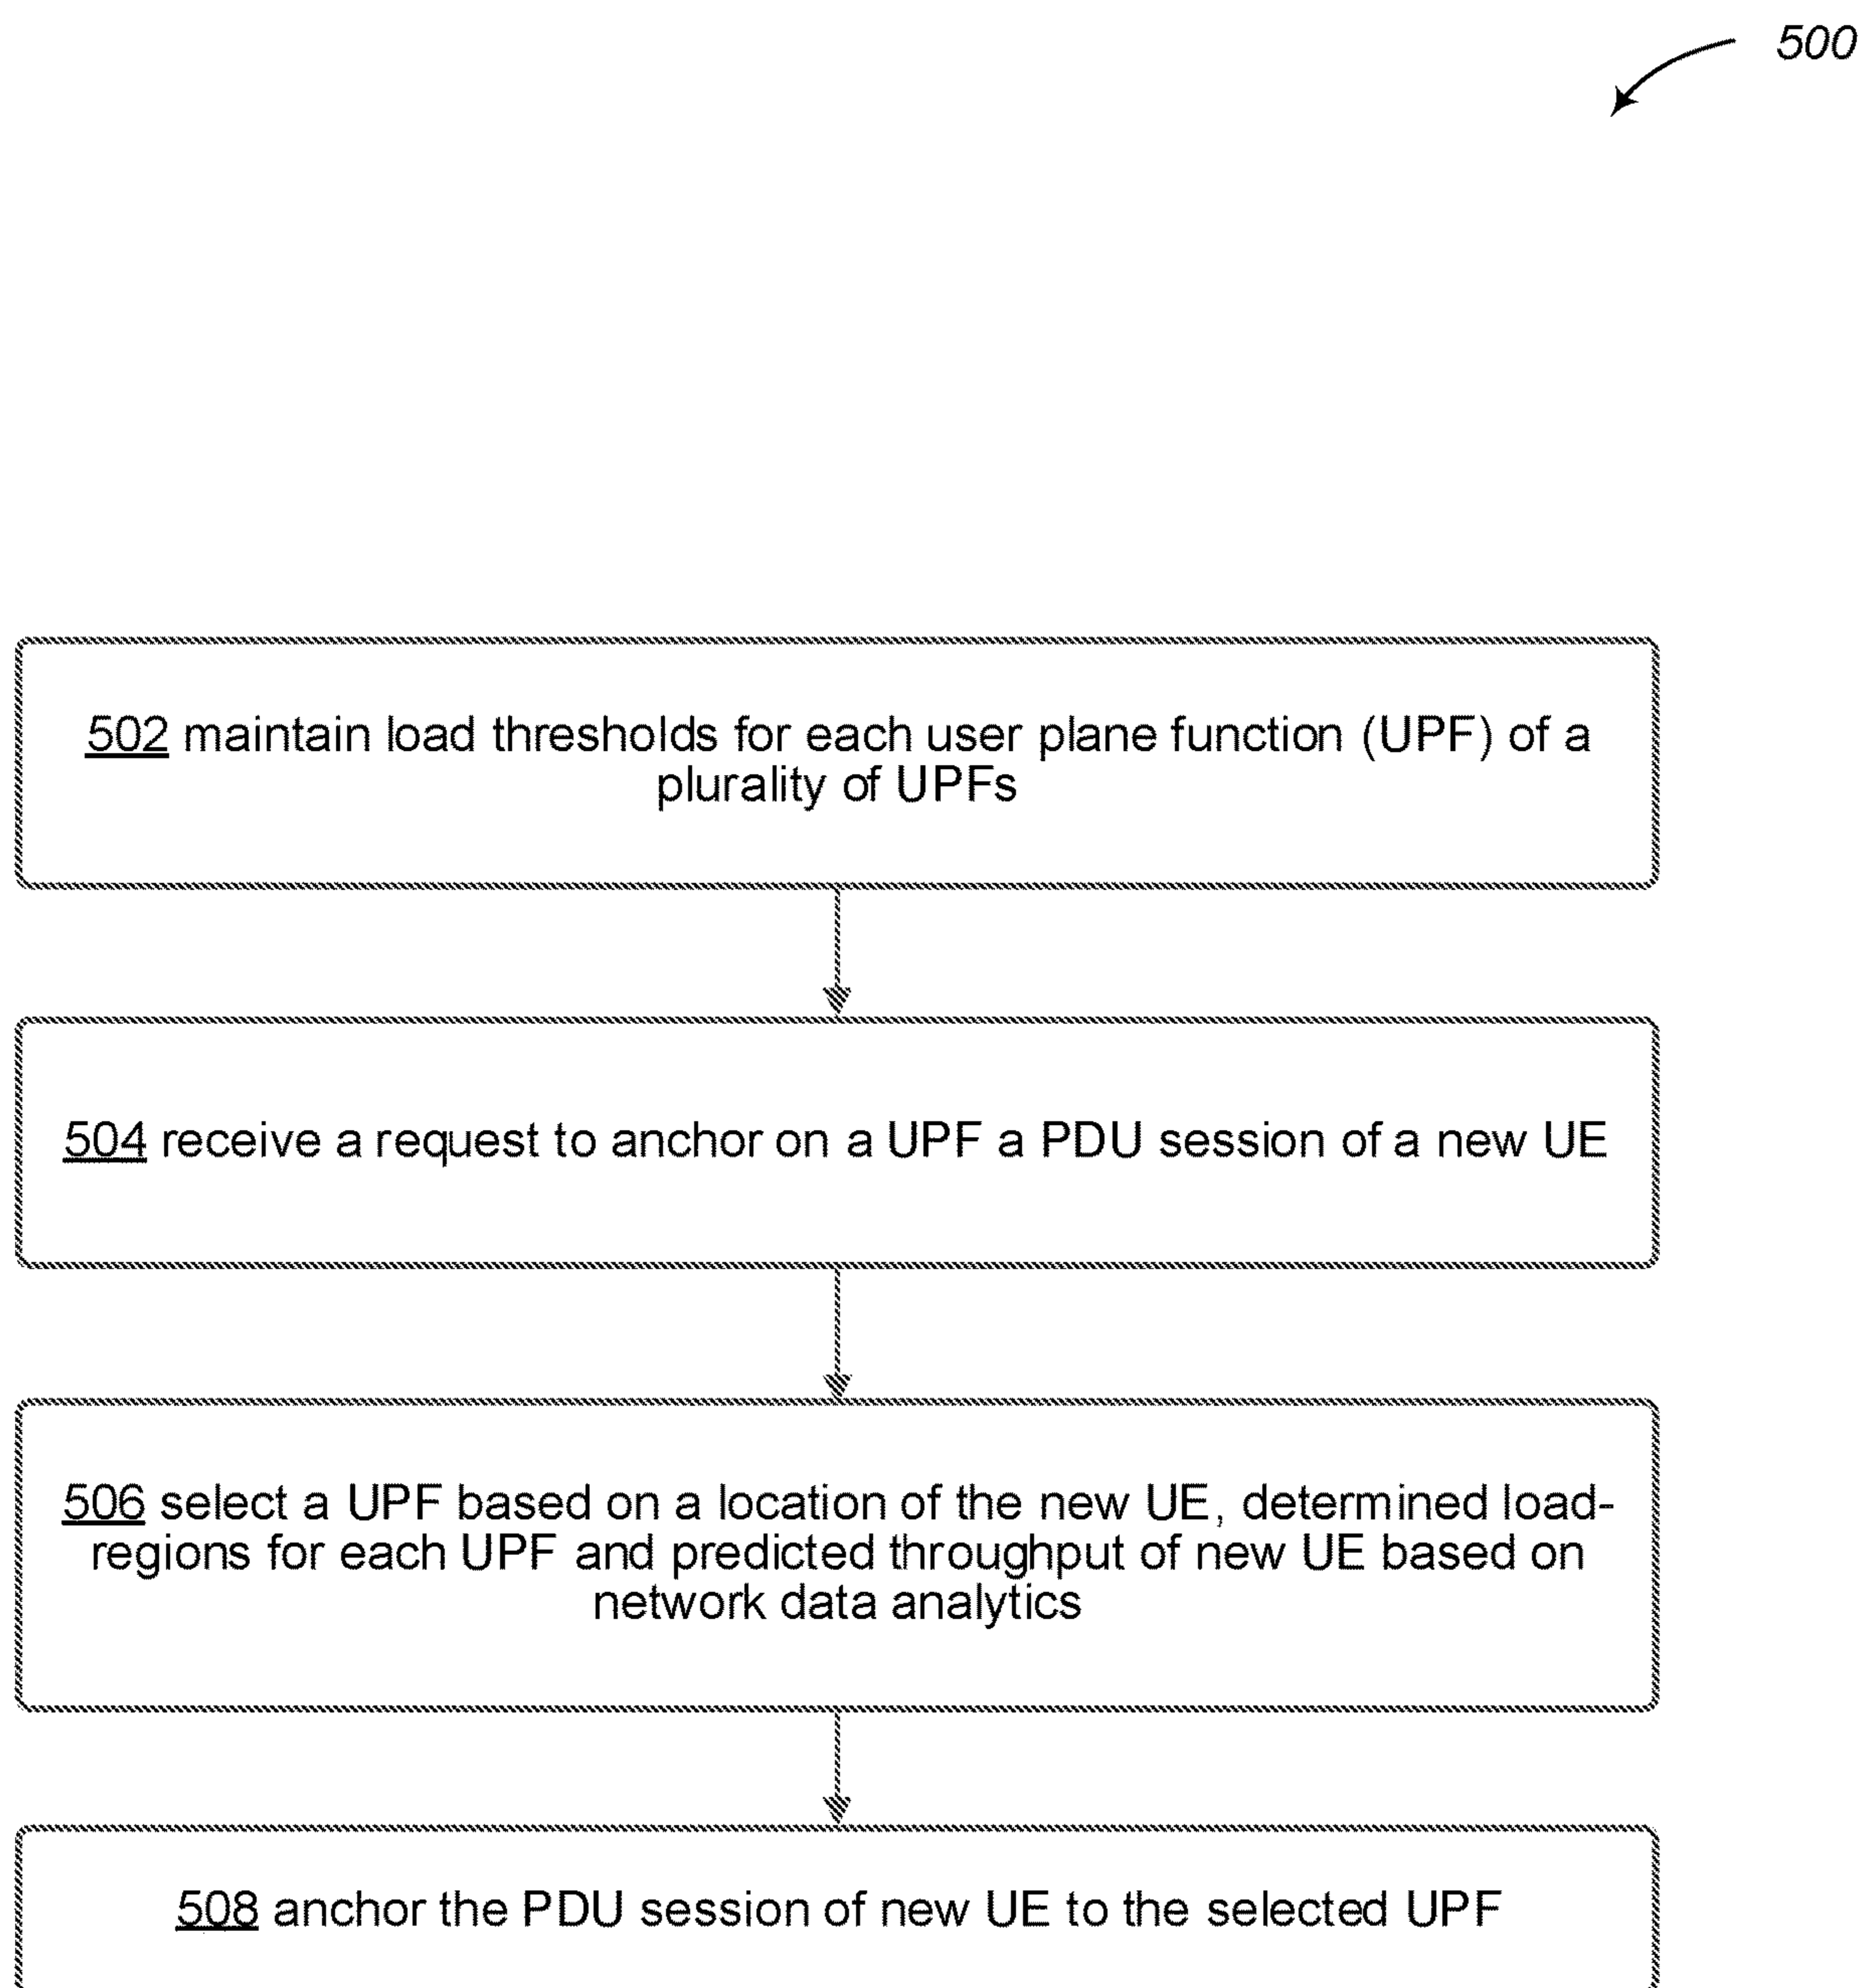 500
502 maintain load thresholds for each user plane function (UPF) of a
plurality of UPFs
504 receive a request to anchor on a UPF a PDU session of a new UE
506 select a UPF based on a location of the new UE, determined load-
regions for each UPF and predicted throughput of new UE based on
network data analytics
508 anchor the PDU session of new UE to the selected UPF